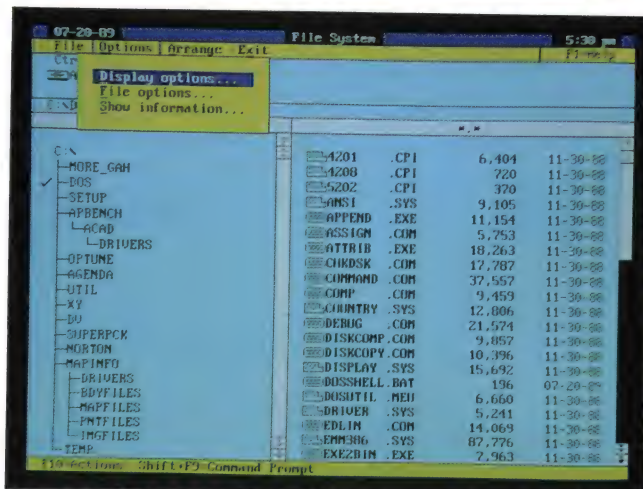 07-20-89 File System 5:30 pm
File Options Arrange Exit F1=Help
Ctr
Display options...
File options...
Show information...
*.*
C:\
MORE_GAH
✓ DOS
SETUP
APBENCH
ACAD
DRIVERS
OPTUNE
AGENDA
UTIL
XY
DV
SUPERPCK
NORTON
MAPINFO
DRIVERS
BDYFILES
MAPFILES
PNTFILES
IMGFILES
TEMP
4201 .CPI 6,404 11-30-88
4208 .CPI 720 11-30-88
5202 .CPI 370 11-30-88
ANSI .SYS 9,105 11-30-88
APPEND .EXE 11,154 11-30-88
ASSIGN .COM 5,753 11-30-88
ATTRIB .EXE 18,263 11-30-88
CHKDSK .COM 17,787 11-30-88
COMMAND .COM 37,557 11-30-88
COMP .COM 9,459 11-30-88
COUNTRY .SYS 12,806 11-30-88
DEBUG .COM 21,574 11-30-88
DISKCOMP.COM 9,857 11-30-88
DISKCOPY.COM 10,396 11-30-88
DISPLAY .SYS 15,692 11-30-88
DOSSHELL.BAT 196 07-20-89
DOSUTIL .MEU 6,660 11-30-88
DRIVER .SYS 5,241 11-30-88
EDLIN .COM 14,069 11-30-88
EMM386 .SYS 87,776 11-30-88
EXE2BIN .EXE 7,963 11-30-88
F10=Actions Shift+F9=Command Prompt